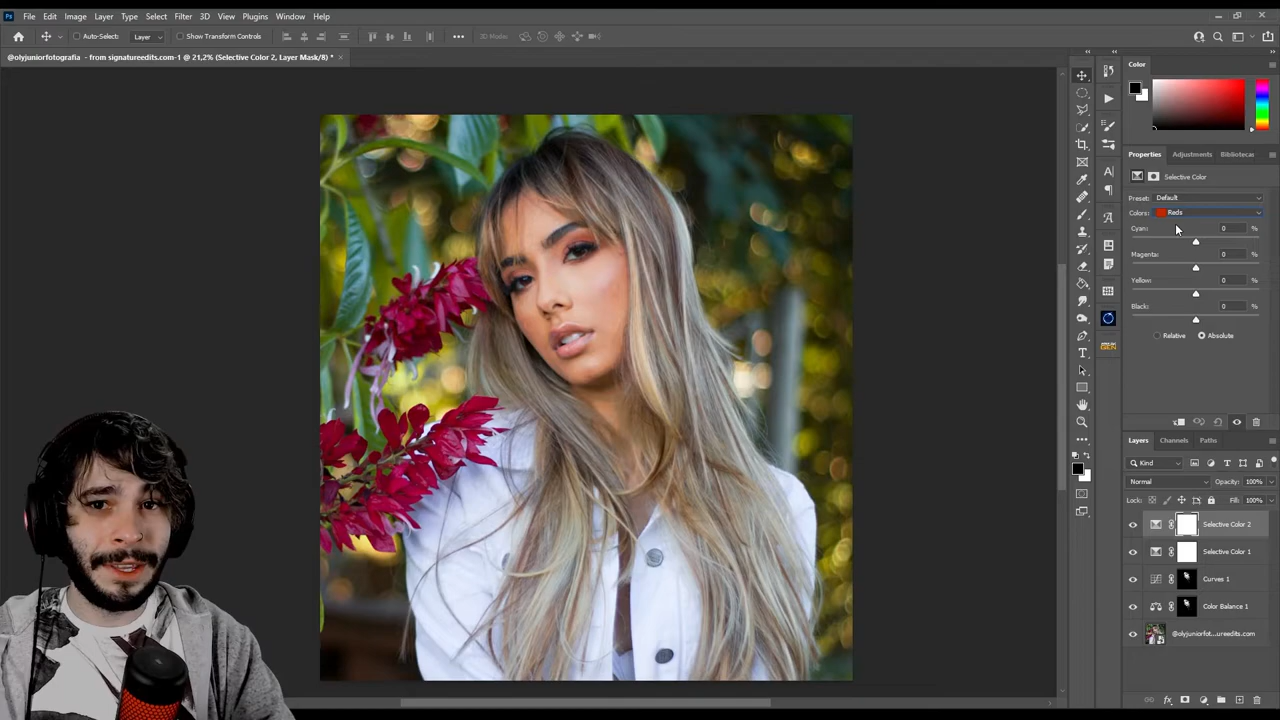 Ps File Edit Image Layer Type Select Filter 3D View Plugins Window Help
Auto-Select: Layer Show Transform Controls 3D Mode:
@olyjuniorfotografia - from signatureedits.com-1 @ 21,2% (Selective Color 2, Layer Mask/8) *
Color
Properties Adjustments Bibliotecas
Selective Color
Preset: Default
Colors: Reds
Cyan: 0 %
Magenta: 0 %
Yellow: 0 %
Black: 0 %
Relative Absolute
Layers Channels Paths
Kind
Normal Opacity: 100%
Lock: Fill: 100%
Selective Color 2
Selective Color 1
Curves 1
Color Balance 1
@olyjuniorfot...ureedits.com